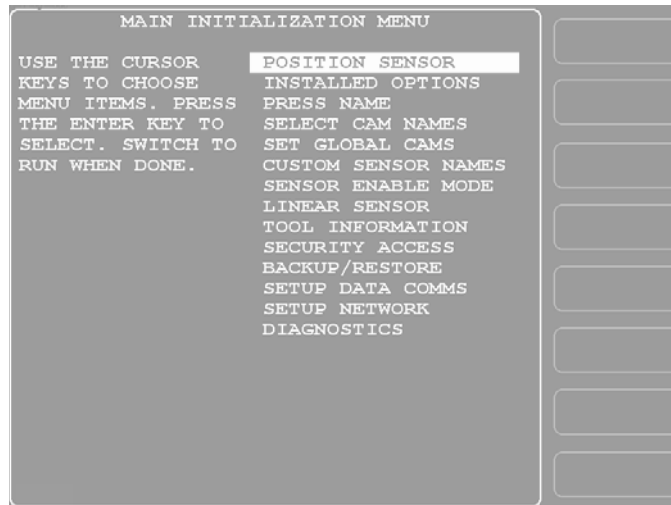 MAIN INITIALIZATION MENU
USE THE CURSOR
KEYS TO CHOOSE
MENU ITEMS. PRESS
THE ENTER KEY TO
SELECT. SWITCH TO
RUN WHEN DONE.
POSITION SENSOR
INSTALLED OPTIONS
PRESS NAME
SELECT CAM NAMES
SET GLOBAL CAMS
CUSTOM SENSOR NAMES
SENSOR ENABLE MODE
LINEAR SENSOR
TOOL INFORMATION
SECURITY ACCESS
BACKUP/RESTORE
SETUP DATA COMMS
SETUP NETWORK
DIAGNOSTICS